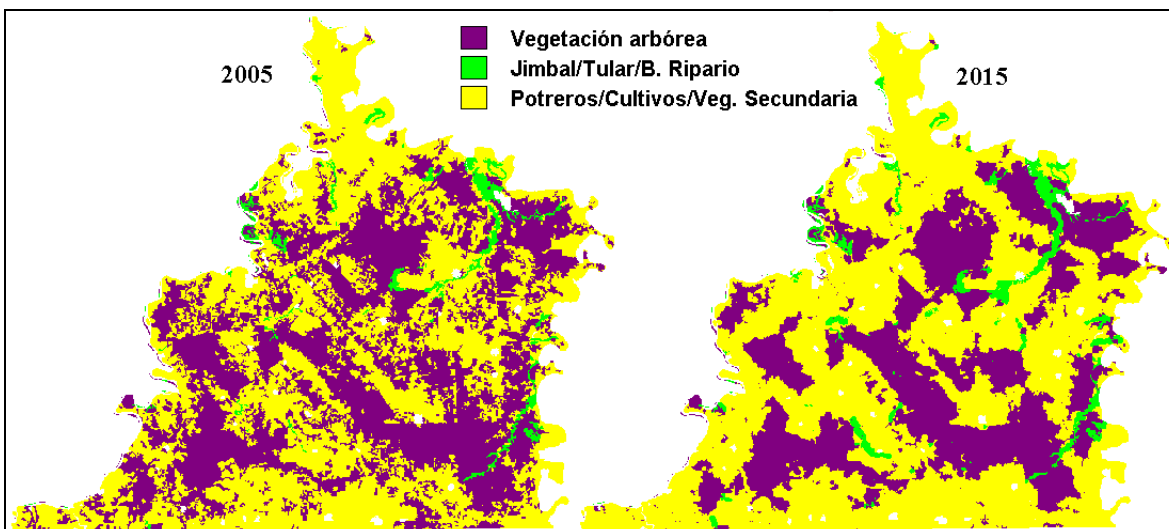 Vegetación arbórea
2005
Jimbal/Tular/B. Ripario
2015
Potreros/Cultivos/Veg. Secundaria